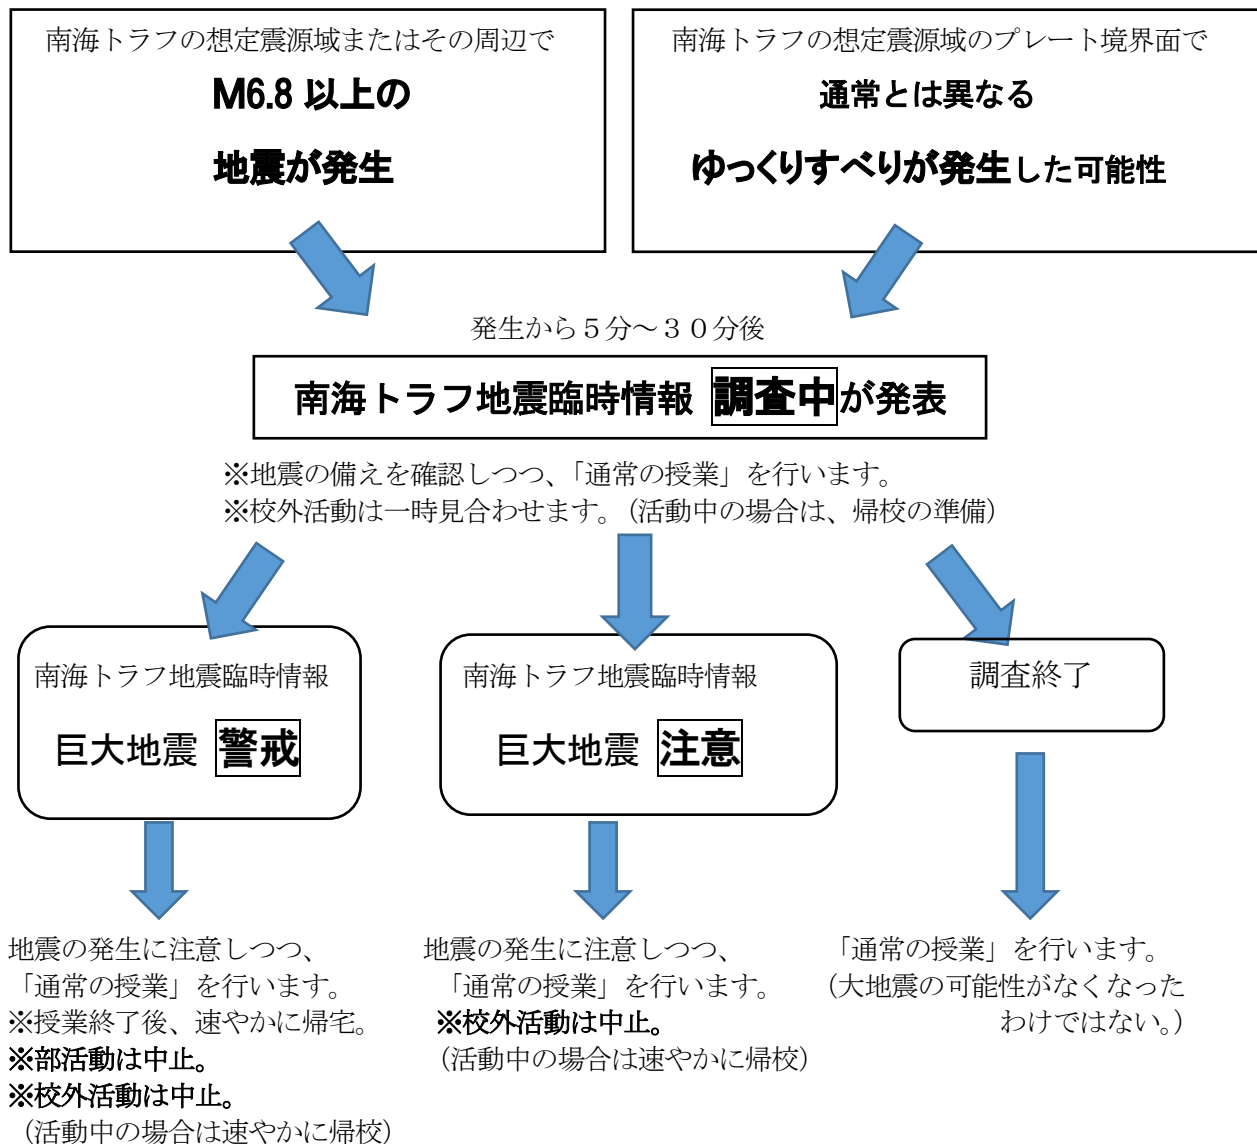 南海トラフの想定震源域またはその周辺で
M6.8 以上の
地震が発生
南海トラフの想定震源域のプレート境界面で
通常とは異なる
ゆっくりすべりが発生した可能性
発生から５分～３０分後
南海トラフ地震臨時情報 調査中が発表
※地震の備えを確認しつつ、「通常の授業」を行います。
※校外活動は一時見合わせます。（活動中の場合は、帰校の準備）
南海トラフ地震臨時情報
巨大地震 警戒
南海トラフ地震臨時情報
巨大地震 注意
調査終了
地震の発生に注意しつつ、
「通常の授業」を行います。
※授業終了後、速やかに帰宅。
※部活動は中止。
※校外活動は中止。
（活動中の場合は速やかに帰校）
地震の発生に注意しつつ、
「通常の授業」を行います。
※校外活動は中止。
（活動中の場合は速やかに帰校）
「通常の授業」を行います。
（大地震の可能性がなくなった
わけではない。）